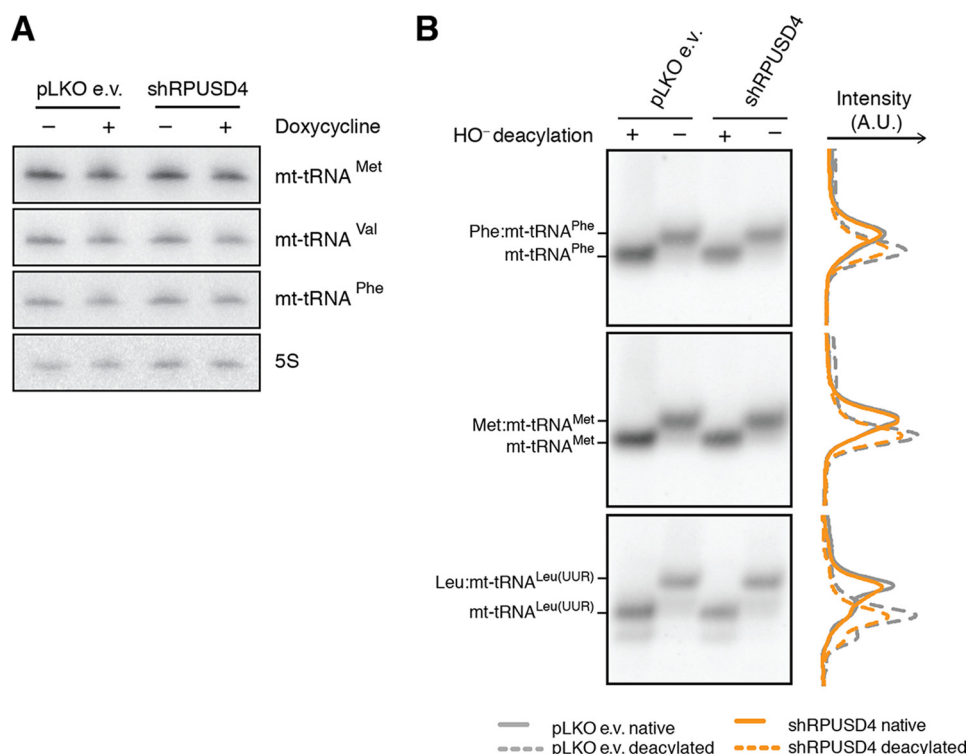 A
pLKO e.v. shRPUSD4
− + − + Doxycycline
mt-tRNA Met
mt-tRNA Val
mt-tRNA Phe
5S
B
pLKO e.v. shRPUSD4
HO− deacylation + − + −
Intensity
(A.U.)
Phe:mt-tRNAPhe
mt-tRNAPhe
Met:mt-tRNAMet
mt-tRNAMet
Leu:mt-tRNALeu(UUR)
mt-tRNALeu(UUR)
pLKO e.v. native shRPUSD4 native
pLKO e.v. deacylated shRPUSD4 deacylated